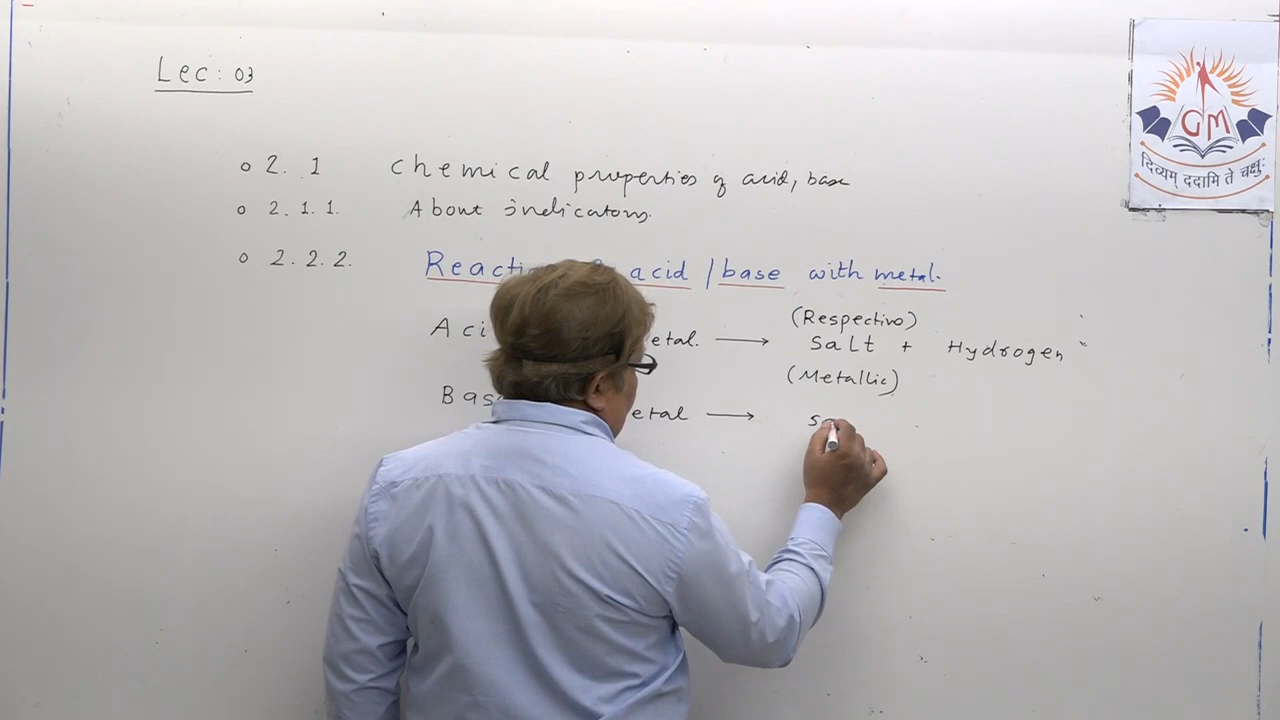 Lec: 03
GM
दिव्यम् ददामि ते चक्षुः
o 2. 1 Chemical properties of acid, base
o 2. 1. 1. About indicators.
o 2. 2. 2. Reacti acid / base with metal.
(Respective)
Aci etal. → Salt + Hydrogen
(Metallic)
Bas etal → sa